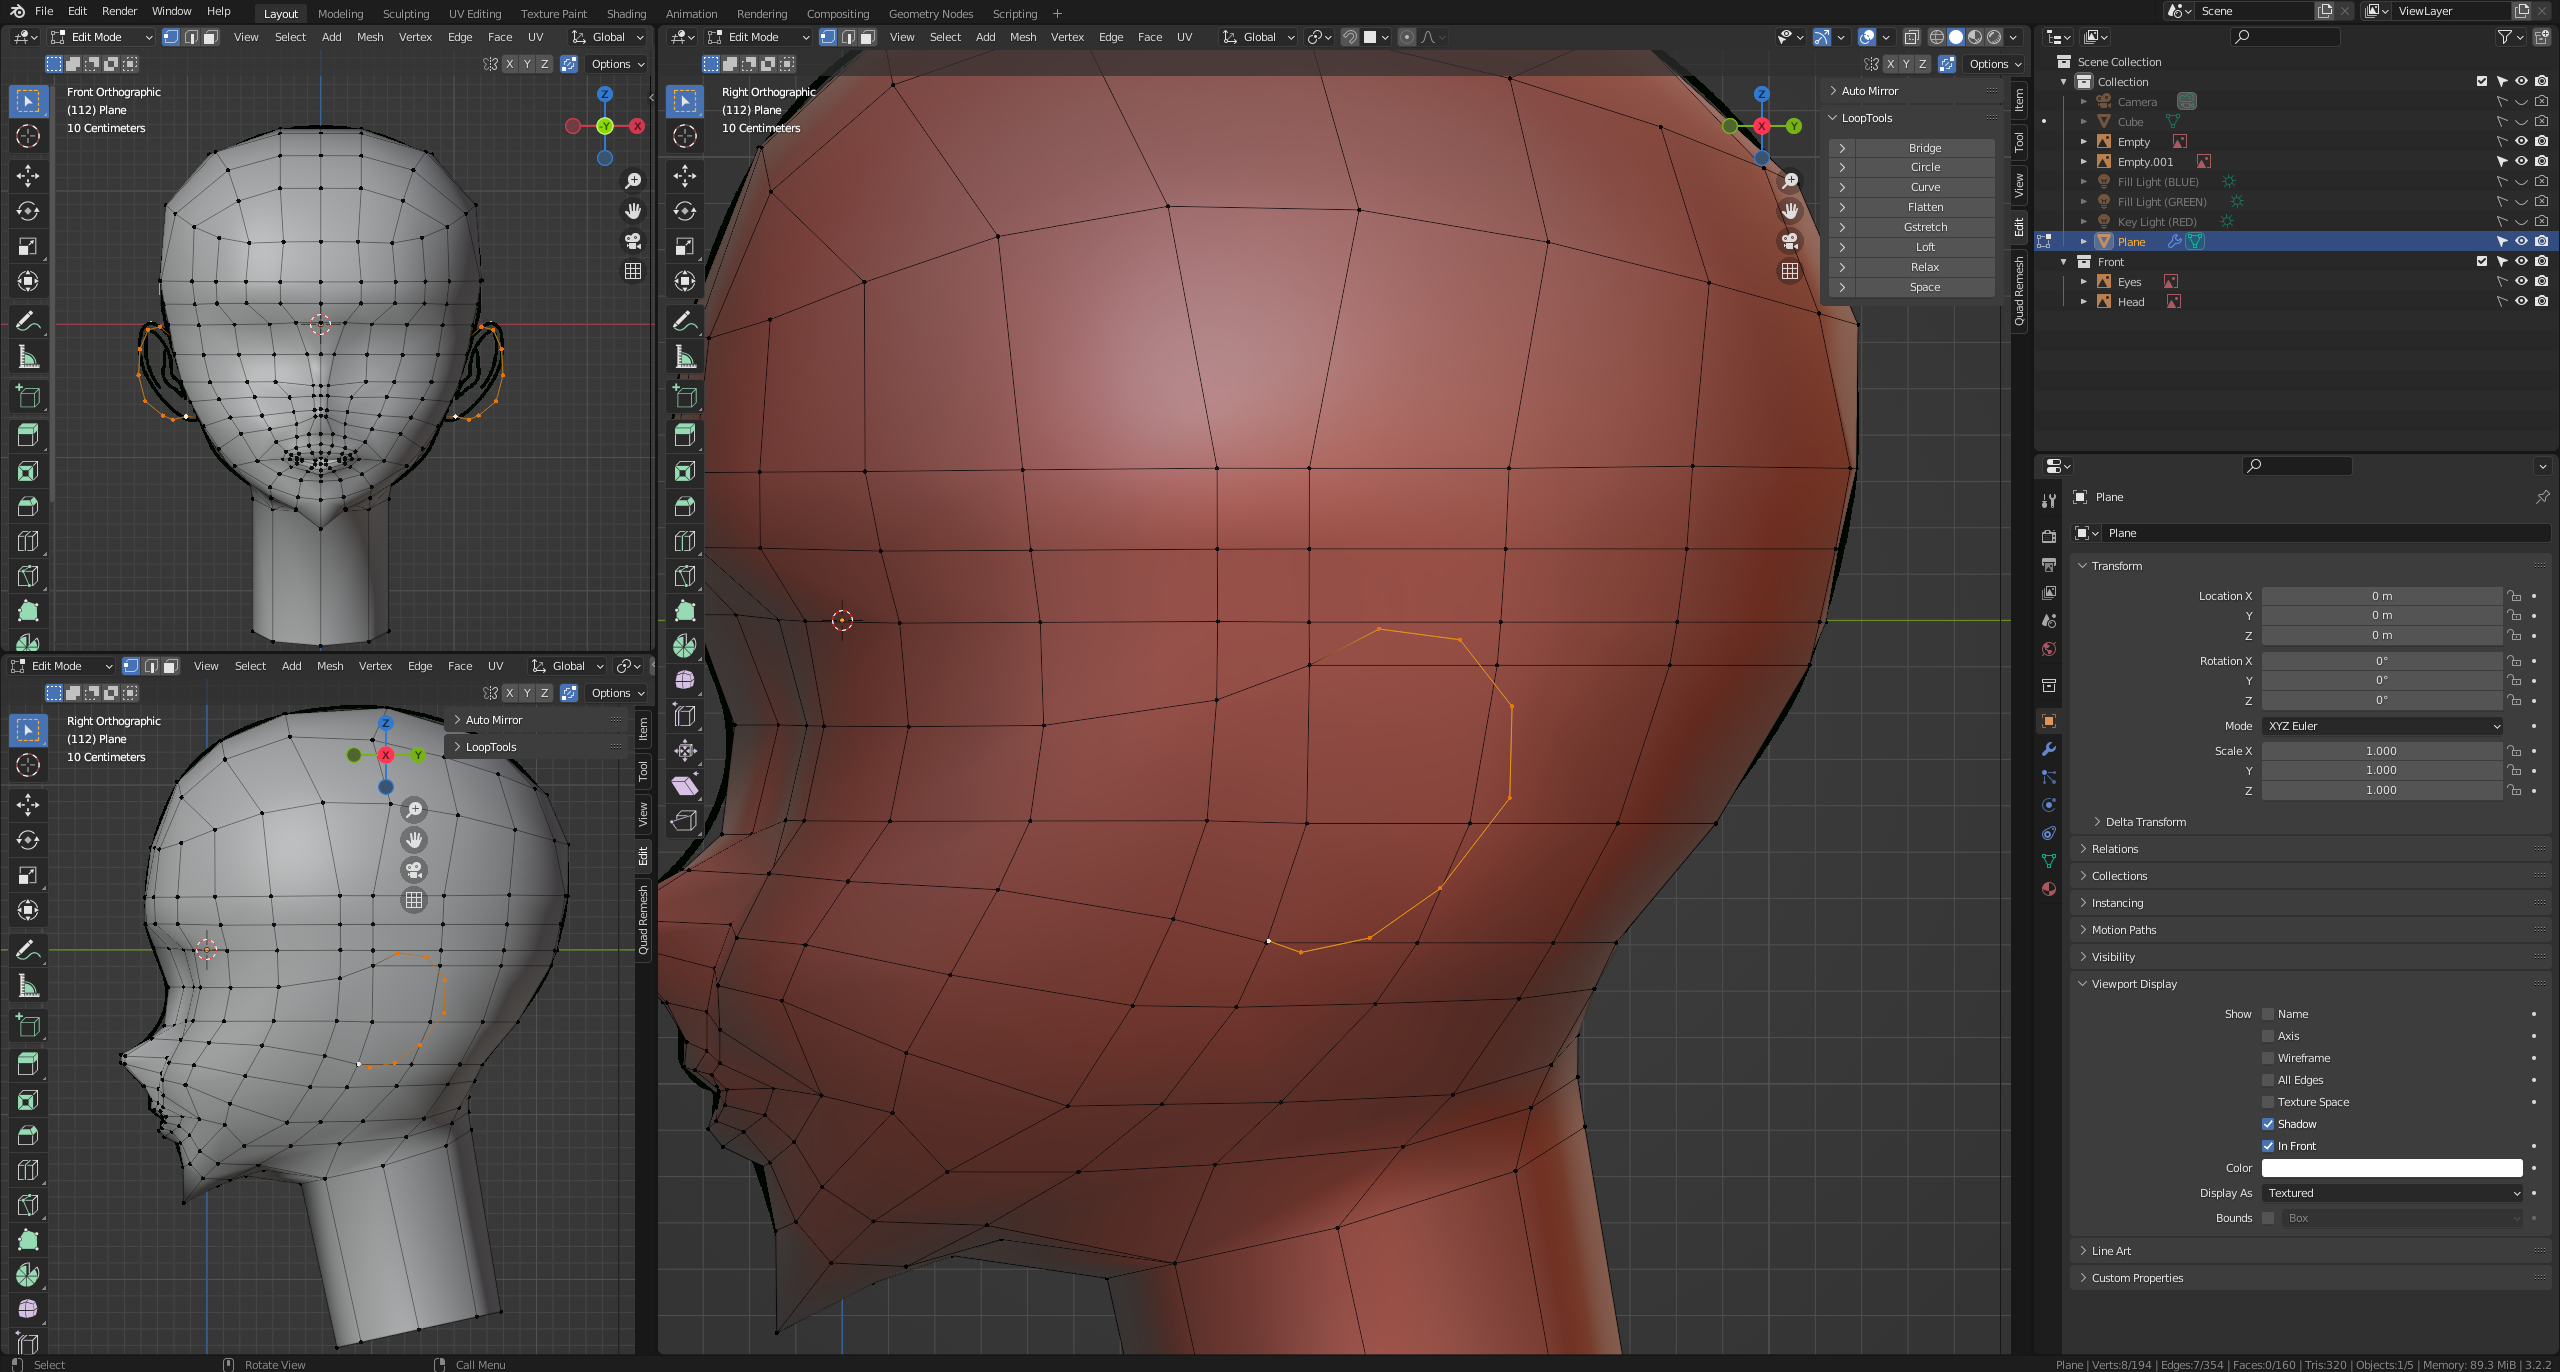 File Edit Render Window Help Layout Modeling Sculpting UV Editing Texture Paint Shading Animation Rendering Compositing Geometry Nodes Scripting + Scene ViewLayer
Edit Mode View Select Add Mesh Vertex Edge Face UV Global
X Y Z Options
Front Orthographic
(112) Plane
10 Centimeters
Z
Y
X
Edit Mode View Select Add Mesh Vertex Edge Face UV Global
X Y Z Options
Right Orthographic
(112) Plane
10 Centimeters
Z
X
Y
Auto Mirror
LoopTools
Bridge
Circle
Curve
Flatten
Gstretch
Loft
Relax
Space
Item
Tool
View
Edit
Quad Remesh
Edit Mode View Select Add Mesh Vertex Edge Face UV Global
X Y Z Options
Right Orthographic
(112) Plane
10 Centimeters
Z
X
Y
Auto Mirror
LoopTools
Item
Tool
View
Edit
Quad Remesh
Scene Collection
Collection
Camera
Cube
Empty
Empty.001
Fill Light (BLUE)
Fill Light (GREEN)
Key Light (RED)
Plane
Front
Eyes
Head
Plane
Plane
Transform
Location X 0 m
Y 0 m
Z 0 m
Rotation X 0°
Y 0°
Z 0°
Mode XYZ Euler
Scale X 1.000
Y 1.000
Z 1.000
Delta Transform
Relations
Collections
Instancing
Motion Paths
Visibility
Viewport Display
Show Name
Axis
Wireframe
All Edges
Texture Space
Shadow
In Front
Color
Display As Textured
Bounds Box
Line Art
Custom Properties
Select Rotate View Call Menu Plane | Verts:8/194 | Edges:7/354 | Faces:0/160 | Tris:320 | Objects:1/5 | Memory: 89.3 MiB | 3.2.2